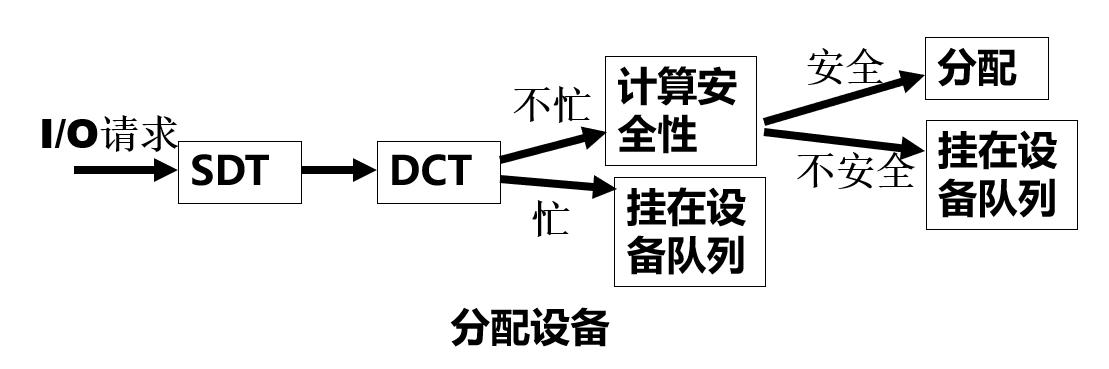 I/O请求
SDT
DCT
不忙
忙
计算安
全性
挂在设
备队列
安全
不安全
分配
挂在设
备队列
分配设备